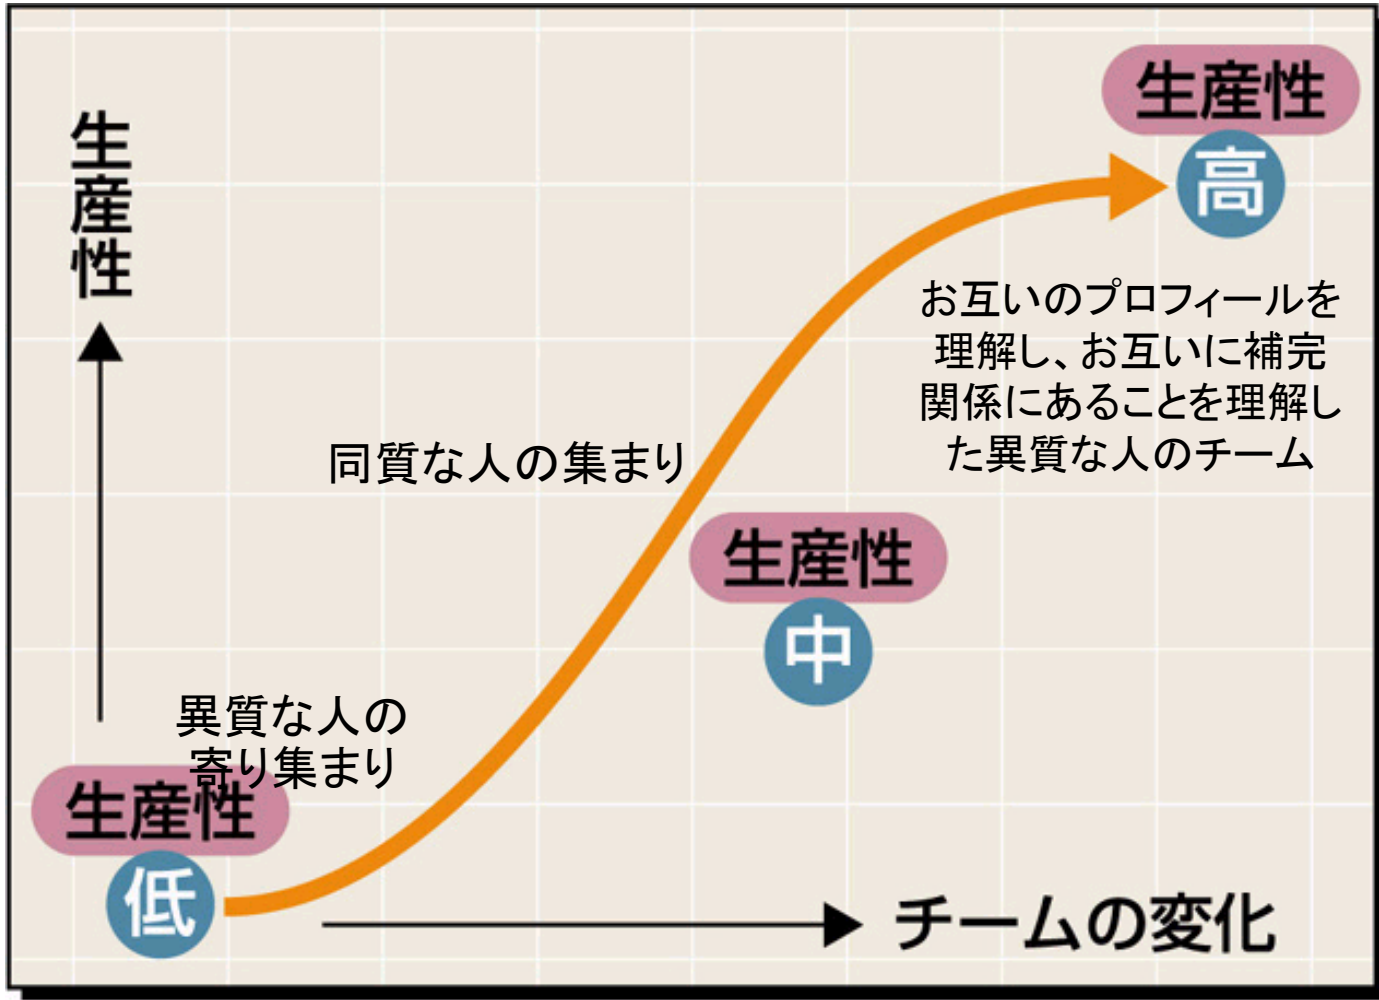 生産性
生産性
高
お互いのプロフィールを
理解し、お互いに補完
関係にあることを理解し
た異質な人のチーム
同質な人の集まり
生産性
中
異質な人の
寄り集まり
生産性
低
チームの変化